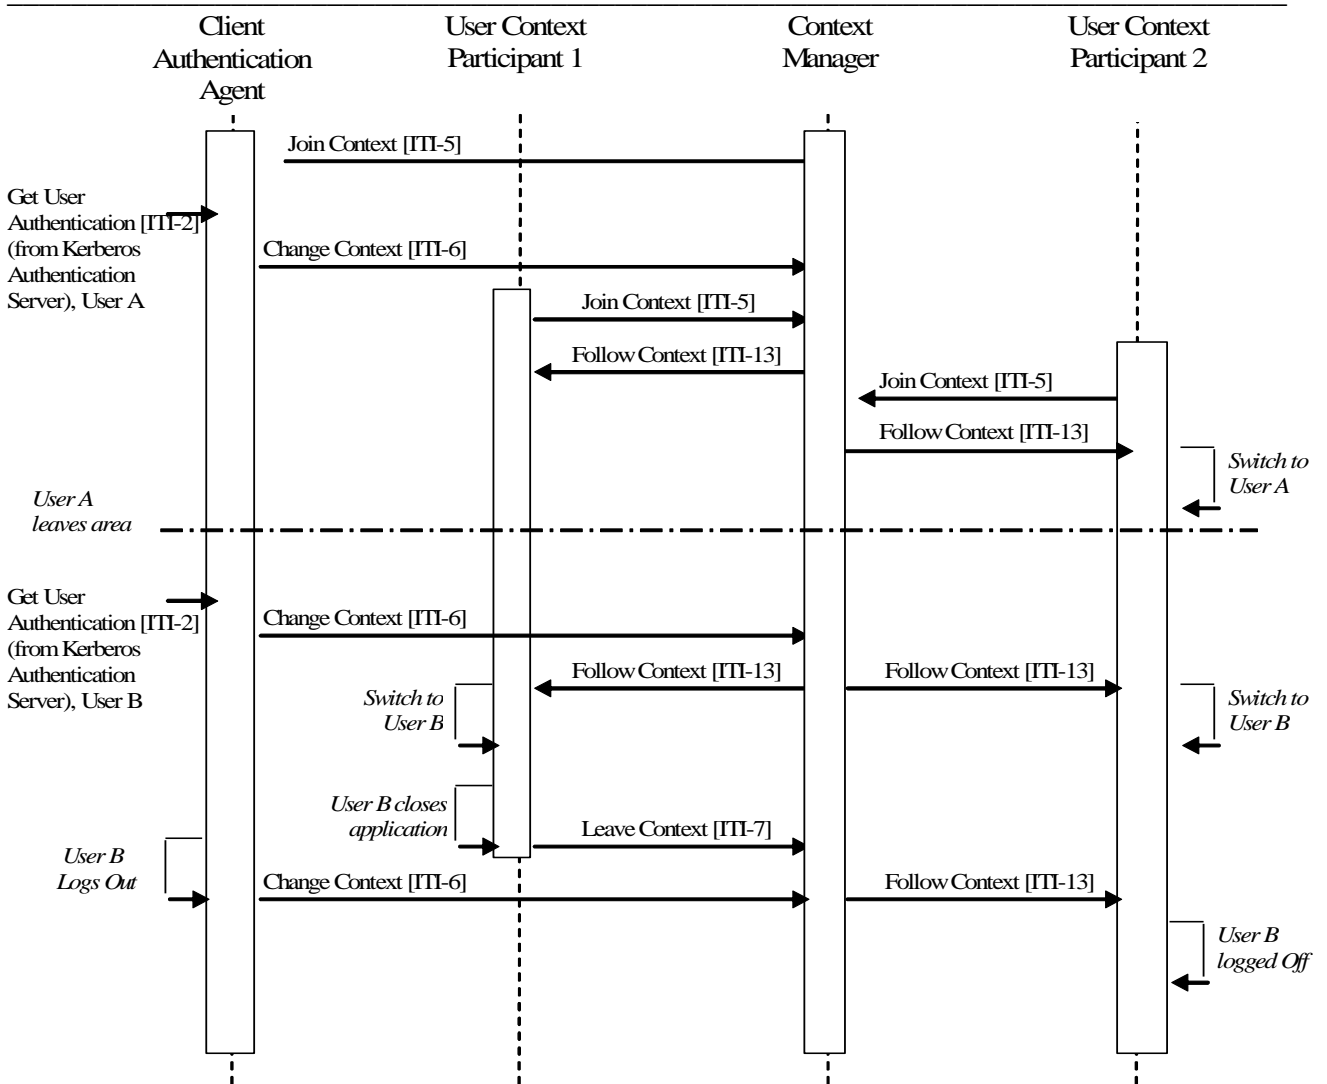 Client
Authentication
Agent
User Context
Participant 1
Context
Manager
User Context
Participant 2
Join Context [ITI-5]
Get User
Authentication [ITI-2]
(from Kerberos
Authentication
Server), User A
Change Context [ITI-6]
Join Context [ITI-5]
Follow Context [ITI-13]
Join Context [ITI-5]
Follow Context [ITI-13]
Switch to
User A
User A
leaves area
Get User
Authentication [ITI-2]
(from Kerberos
Authentication
Server), User B
Change Context [ITI-6]
Follow Context [ITI-13]
Follow Context [ITI-13]
Switch to
User B
Switch to
User B
User B closes
application
Leave Context [ITI-7]
User B
Logs Out
Change Context [ITI-6]
Follow Context [ITI-13]
User B
logged Off